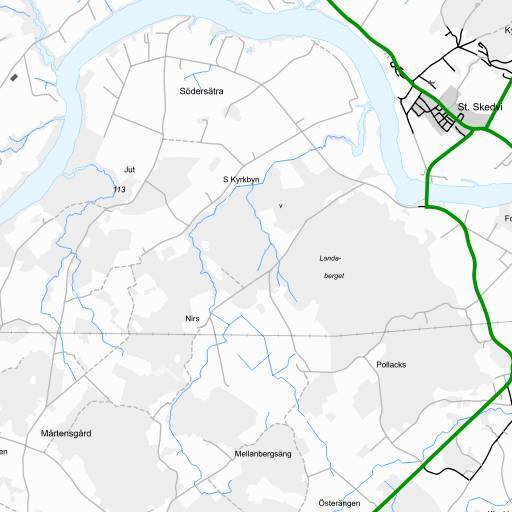 Södersätra
St. Skedvi
Jut
113
S Kyrkbyn
v
Landa-
berget
Nirs
Pollacks
Mårtensgård
Mellanbergsäng
Österängen